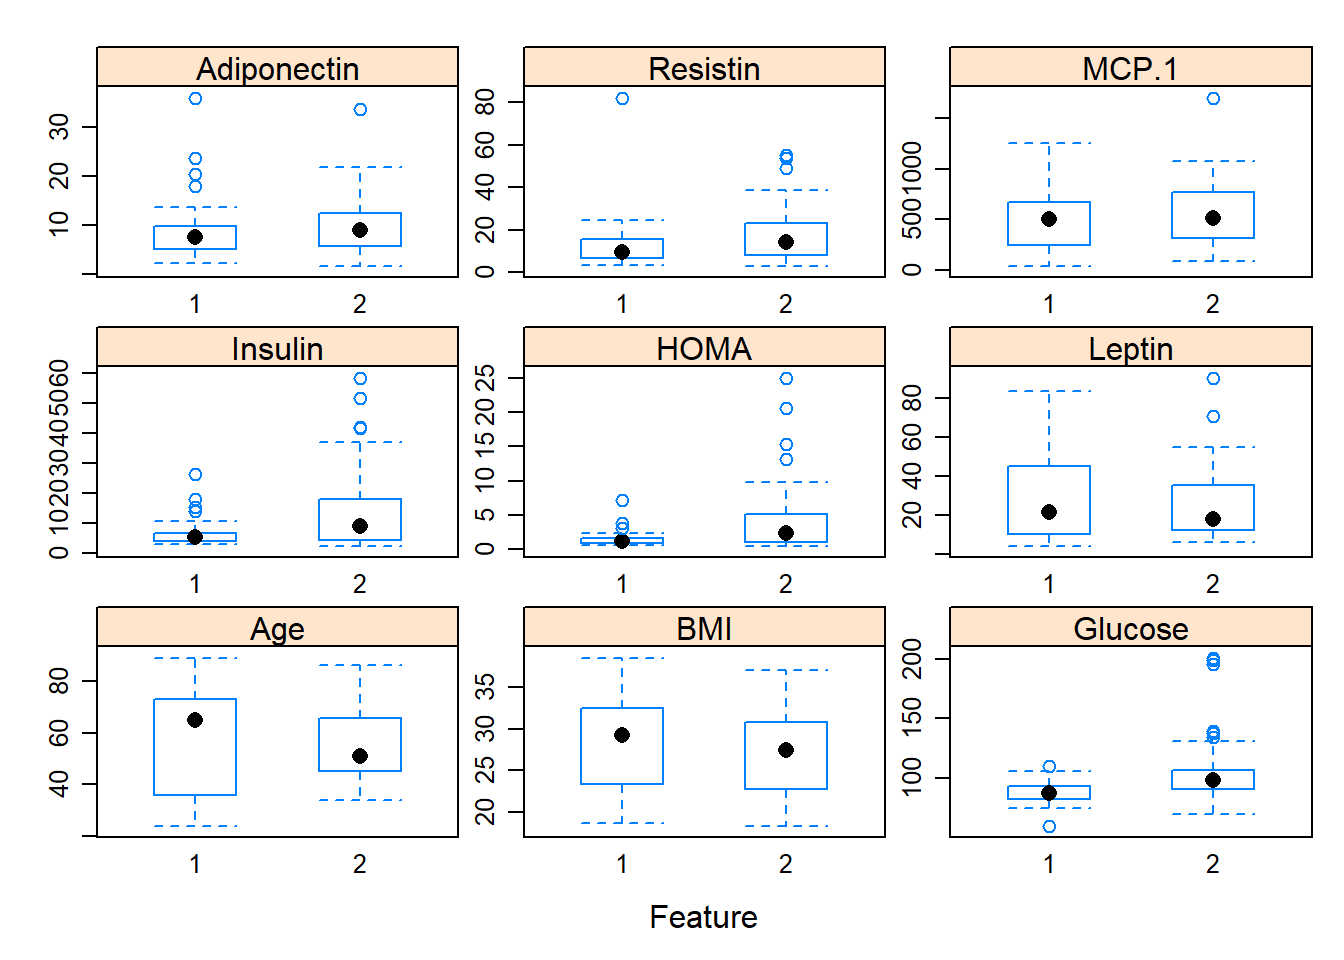 Adiponectin Resistin MCP.1
10 20 30
0 20 40 60 80
0 500 1000
1 2 1 2 1 2
Insulin HOMA Leptin
0 10 20 30 40 50 60
0 5 10 15 20 25
20 40 60 80
1 2 1 2 1 2
Age BMI Glucose
40 60 80
20 25 30 35
100 150 200
1 2 1 2 1 2
Feature